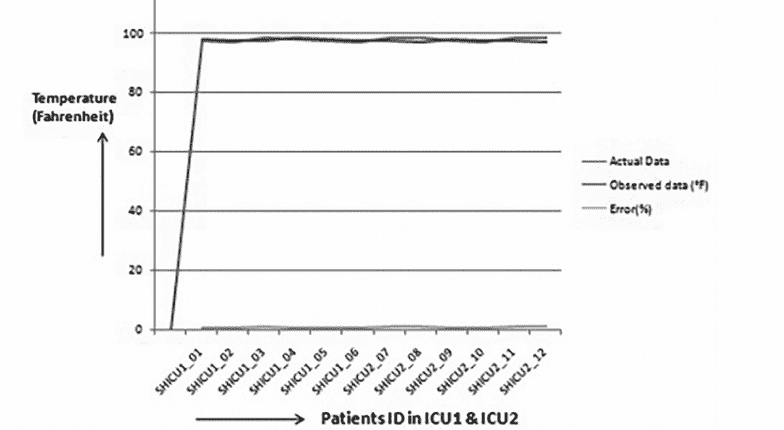 100
Temperature
(Fahrenheit)
80
60
40
20
0
Actual Data
Observed data (°F)
Error(%)
SHICU1_01
SHICU1_02
SHICU1_03
SHICU1_04
SHICU1_05
SHICU1_06
SHICU2_07
SHICU2_08
SHICU2_09
SHICU2_10
SHICU2_11
SHICU2_12
Patients ID in ICU1 & ICU2